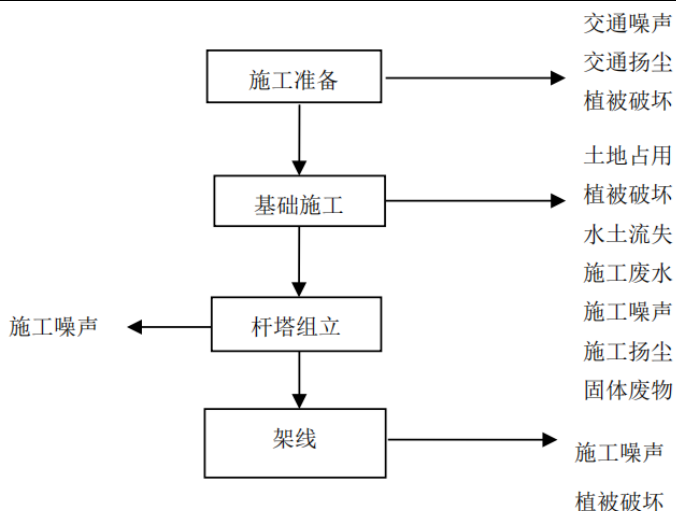 交通噪声
交通扬尘
植被破坏
施工准备
土地占用
植被破坏
水土流失
施工废水
施工噪声
施工扬尘
固体废物
基础施工
施工噪声
杆塔组立
架线
施工噪声
植被破坏